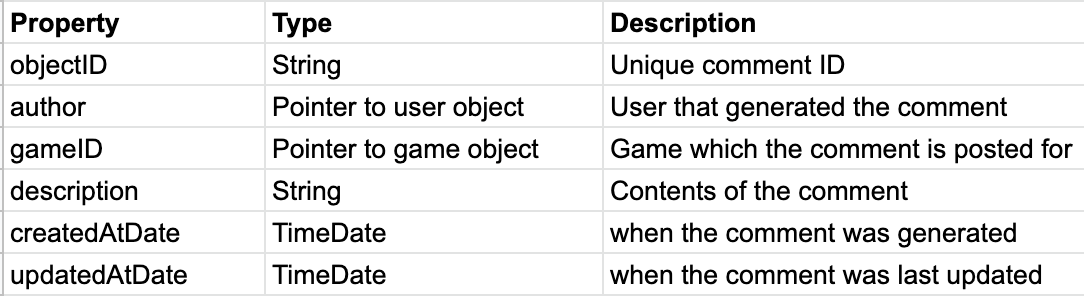 Property Type Description
objectID String Unique comment ID
author Pointer to user object User that generated the comment
gameID Pointer to game object Game which the comment is posted for
description String Contents of the comment
createdAtDate TimeDate when the comment was generated
updatedAtDate TimeDate when the comment was last updated